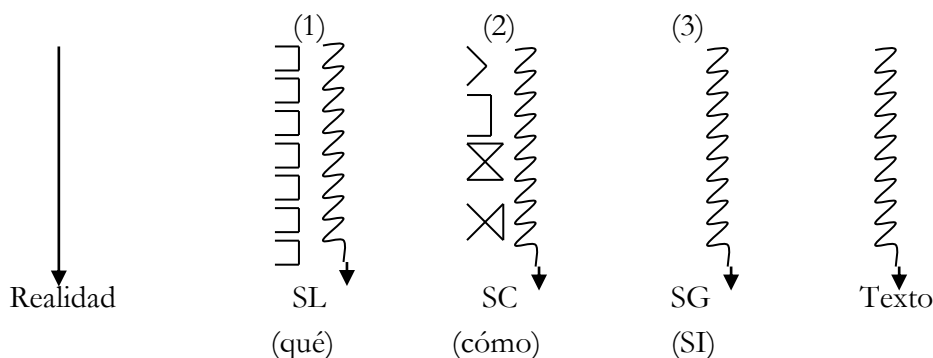 (1) (2) (3)
Realidad SL SC SG Texto
(qué) (cómo) (SI)